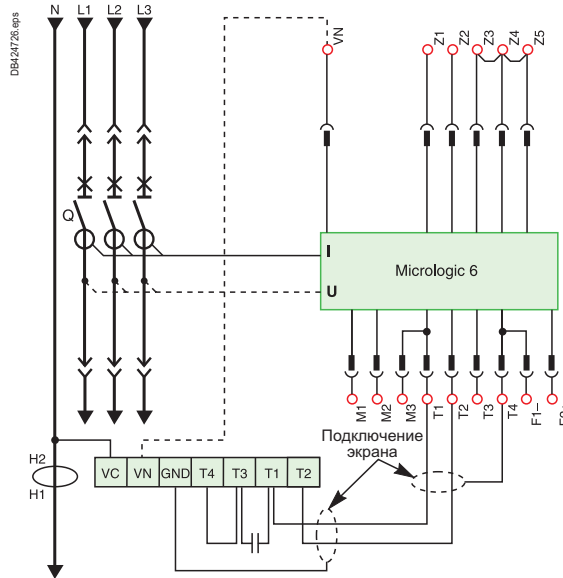 DB424726.eps
N L1 L2 L3
VN
Z1 Z2 Z3 Z4 Z5
Q
I
U
Micrologic 6
M1 M2 M3 T1 T2 T3 T4 F1–
Подключение
экрана
H2
H1
VC VN GND T4 T3 T1 T2